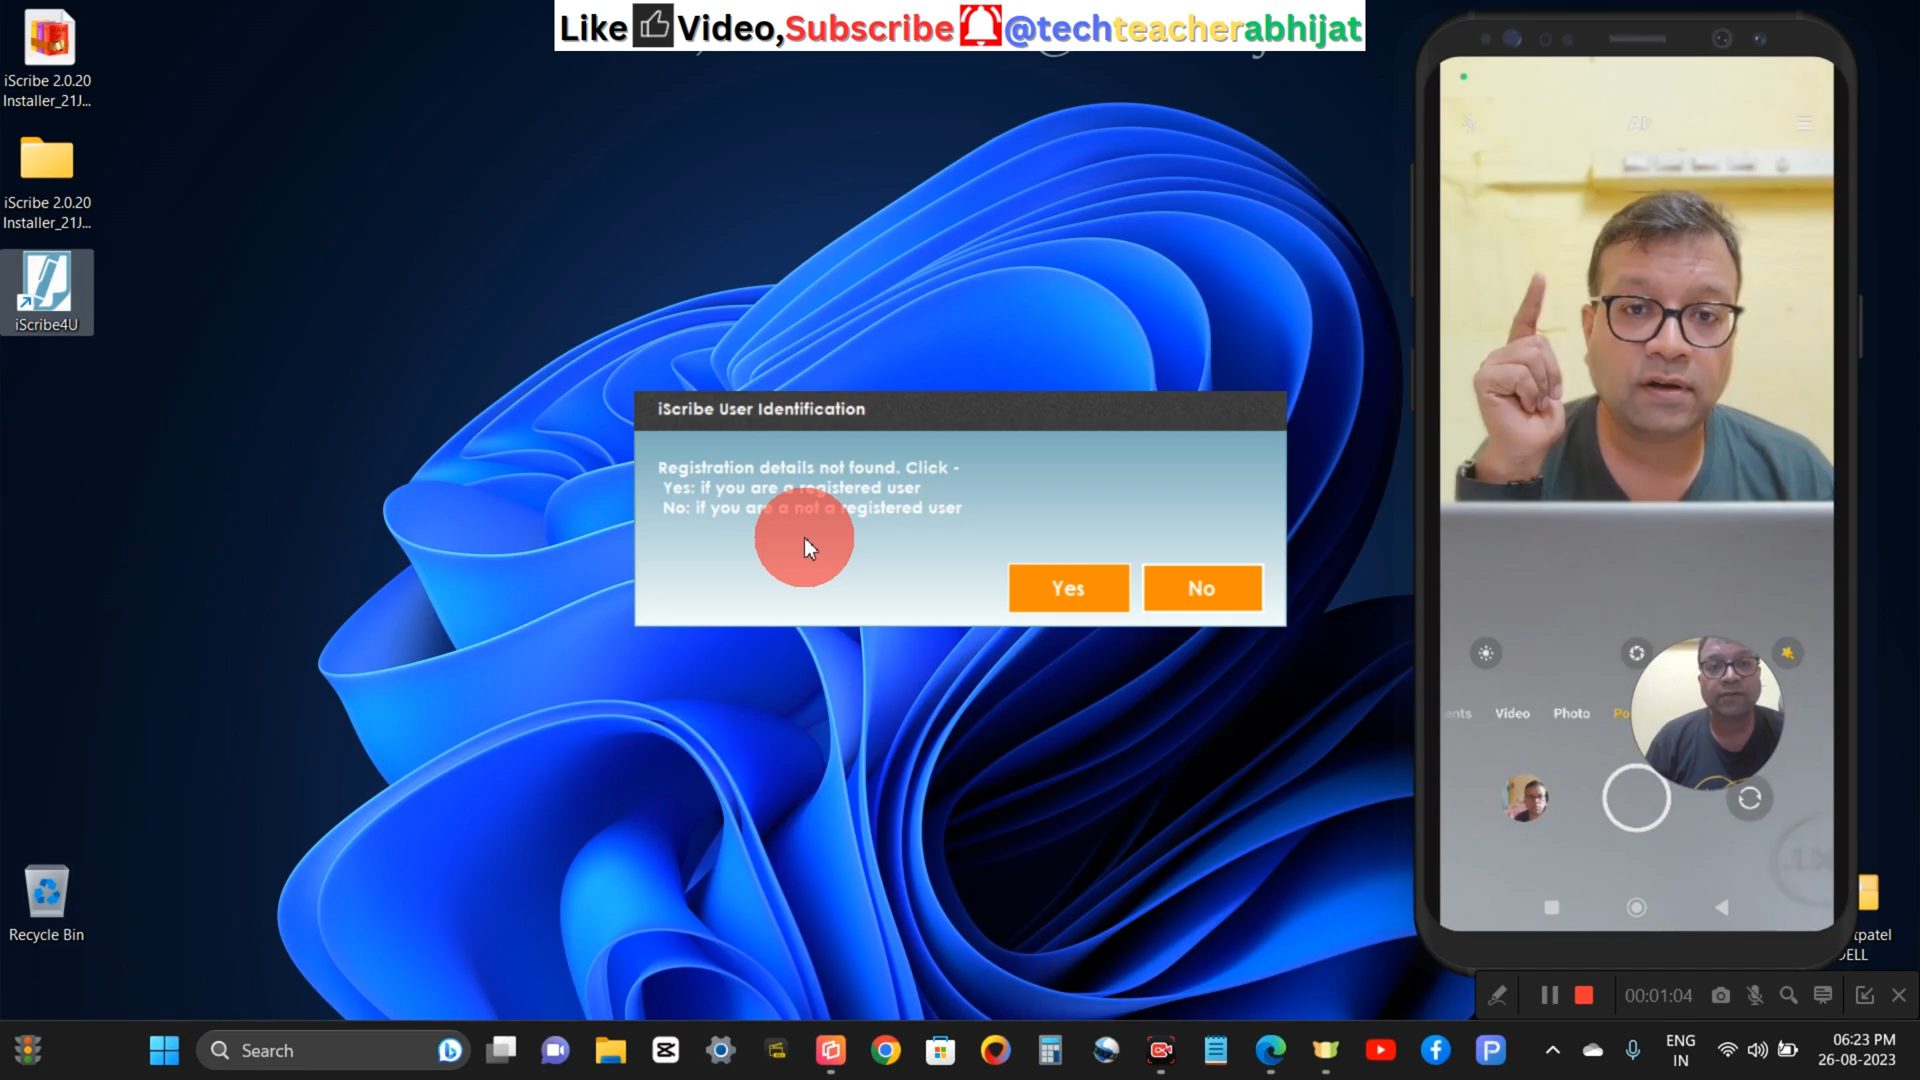 Like Video, Subscribe @techteacherabhijat
iScribe 2.0.20
Installer_21J...
iScribe 2.0.20
Installer_21J...
iScribe4U
iScribe User Identification
Registration details not found. Click -
Yes: if you are a registered user
No: if you are a not a registered user
Yes
No
AI
Video
Photo
Recycle Bin
00:01:04
Search
ENG
IN
06:23 PM
26-08-2023